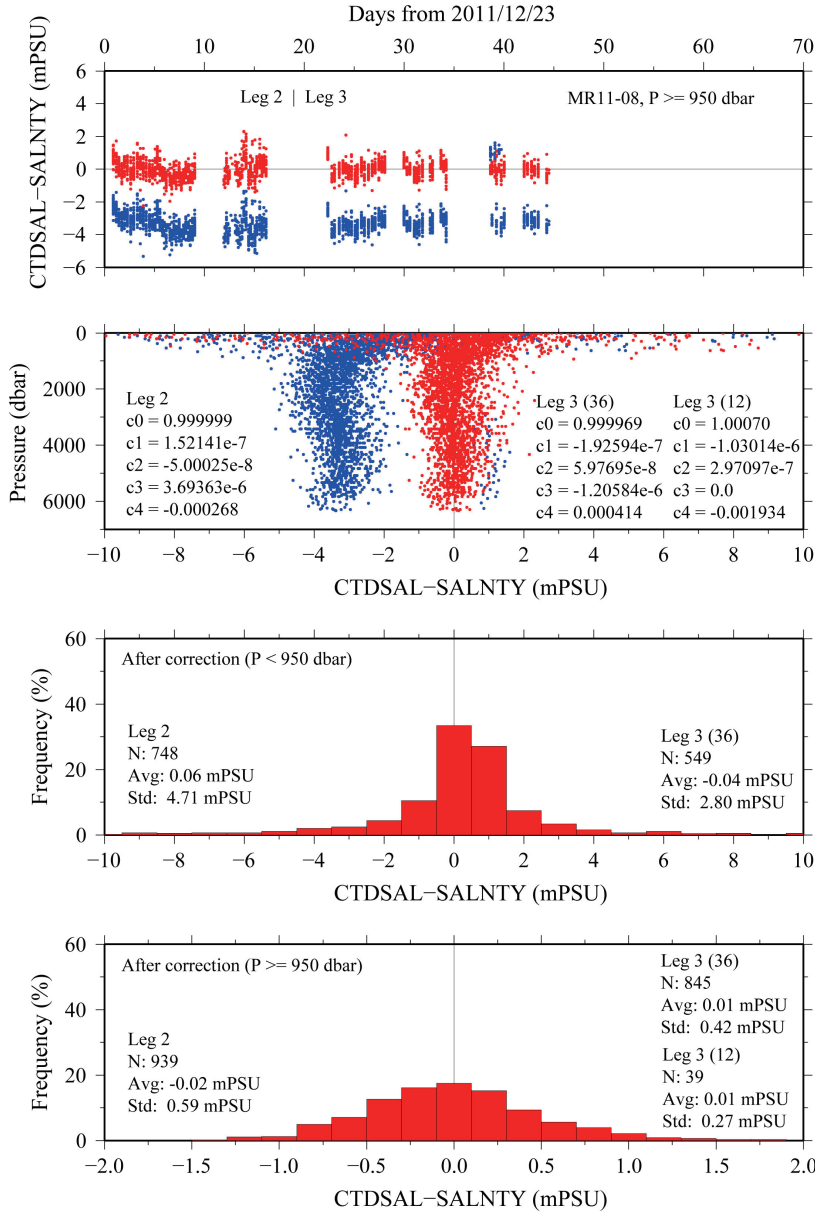 Days from 2011/12/23
0 10 20 30 40 50 60 70
CTDSAL−SALNTY (mPSU)
6
4
2
0
−2
−4
−6
Leg 2 | Leg 3
MR11-08, P >= 950 dbar
Pressure (dbar)
0
2000
4000
6000
Leg 2
c0 = 0.999999
c1 = 1.52141e-7
c2 = -5.00025e-8
c3 = 3.69363e-6
c4 = -0.000268
Leg 3 (36)
c0 = 0.999969
c1 = -1.92594e-7
c2 = 5.97695e-8
c3 = -1.20584e-6
c4 = 0.000414
Leg 3 (12)
c0 = 1.00070
c1 = -1.03014e-6
c2 = 2.97097e-7
c3 = 0.0
c4 = -0.001934
−10 −8 −6 −4 −2 0 2 4 6 8 10
CTDSAL−SALNTY (mPSU)
Frequency (%)
60
40
20
0
After correction (P < 950 dbar)
Leg 2
N: 748
Avg: 0.06 mPSU
Std: 4.71 mPSU
Leg 3 (36)
N: 549
Avg: -0.04 mPSU
Std: 2.80 mPSU
−10 −8 −6 −4 −2 0 2 4 6 8 10
CTDSAL−SALNTY (mPSU)
Frequency (%)
60
40
20
0
After correction (P >= 950 dbar)
Leg 2
N: 939
Avg: -0.02 mPSU
Std: 0.59 mPSU
Leg 3 (36)
N: 845
Avg: 0.01 mPSU
Std: 0.42 mPSU
Leg 3 (12)
N: 39
Avg: 0.01 mPSU
Std: 0.27 mPSU
−2.0 −1.5 −1.0 −0.5 0.0 0.5 1.0 1.5 2.0
CTDSAL−SALNTY (mPSU)